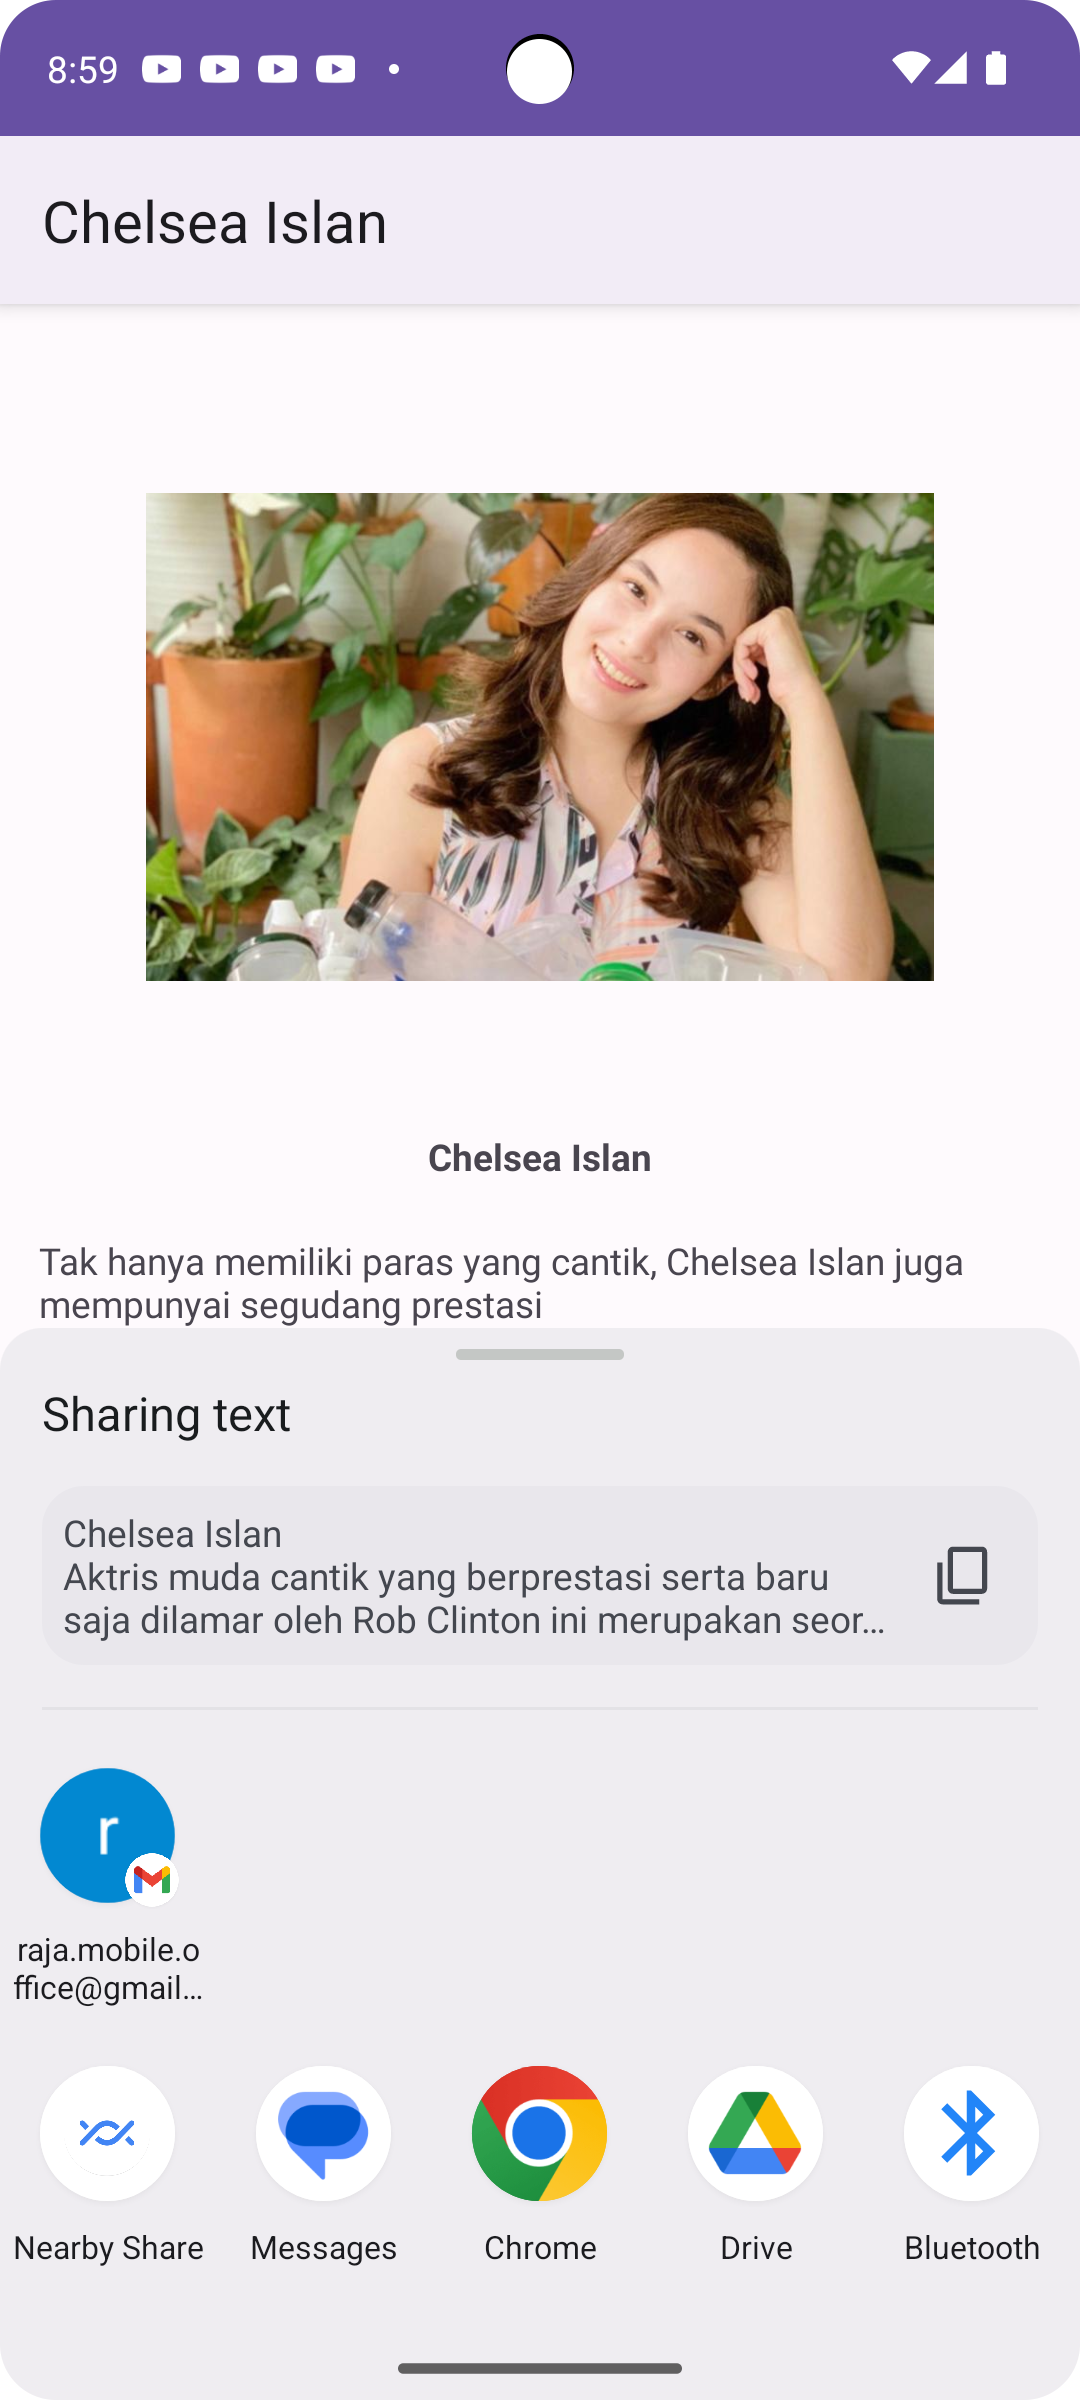 8:59
Chelsea Islan
Chelsea Islan
Tak hanya memiliki paras yang cantik, Chelsea Islan juga
mempunyai segudang prestasi
Sharing text
Chelsea Islan
Aktris muda cantik yang berprestasi serta baru
saja dilamar oleh Rob Clinton ini merupakan seor...
r
raja.mobile.o
ffice@gmail...
Nearby Share
Messages
Chrome
Drive
Bluetooth